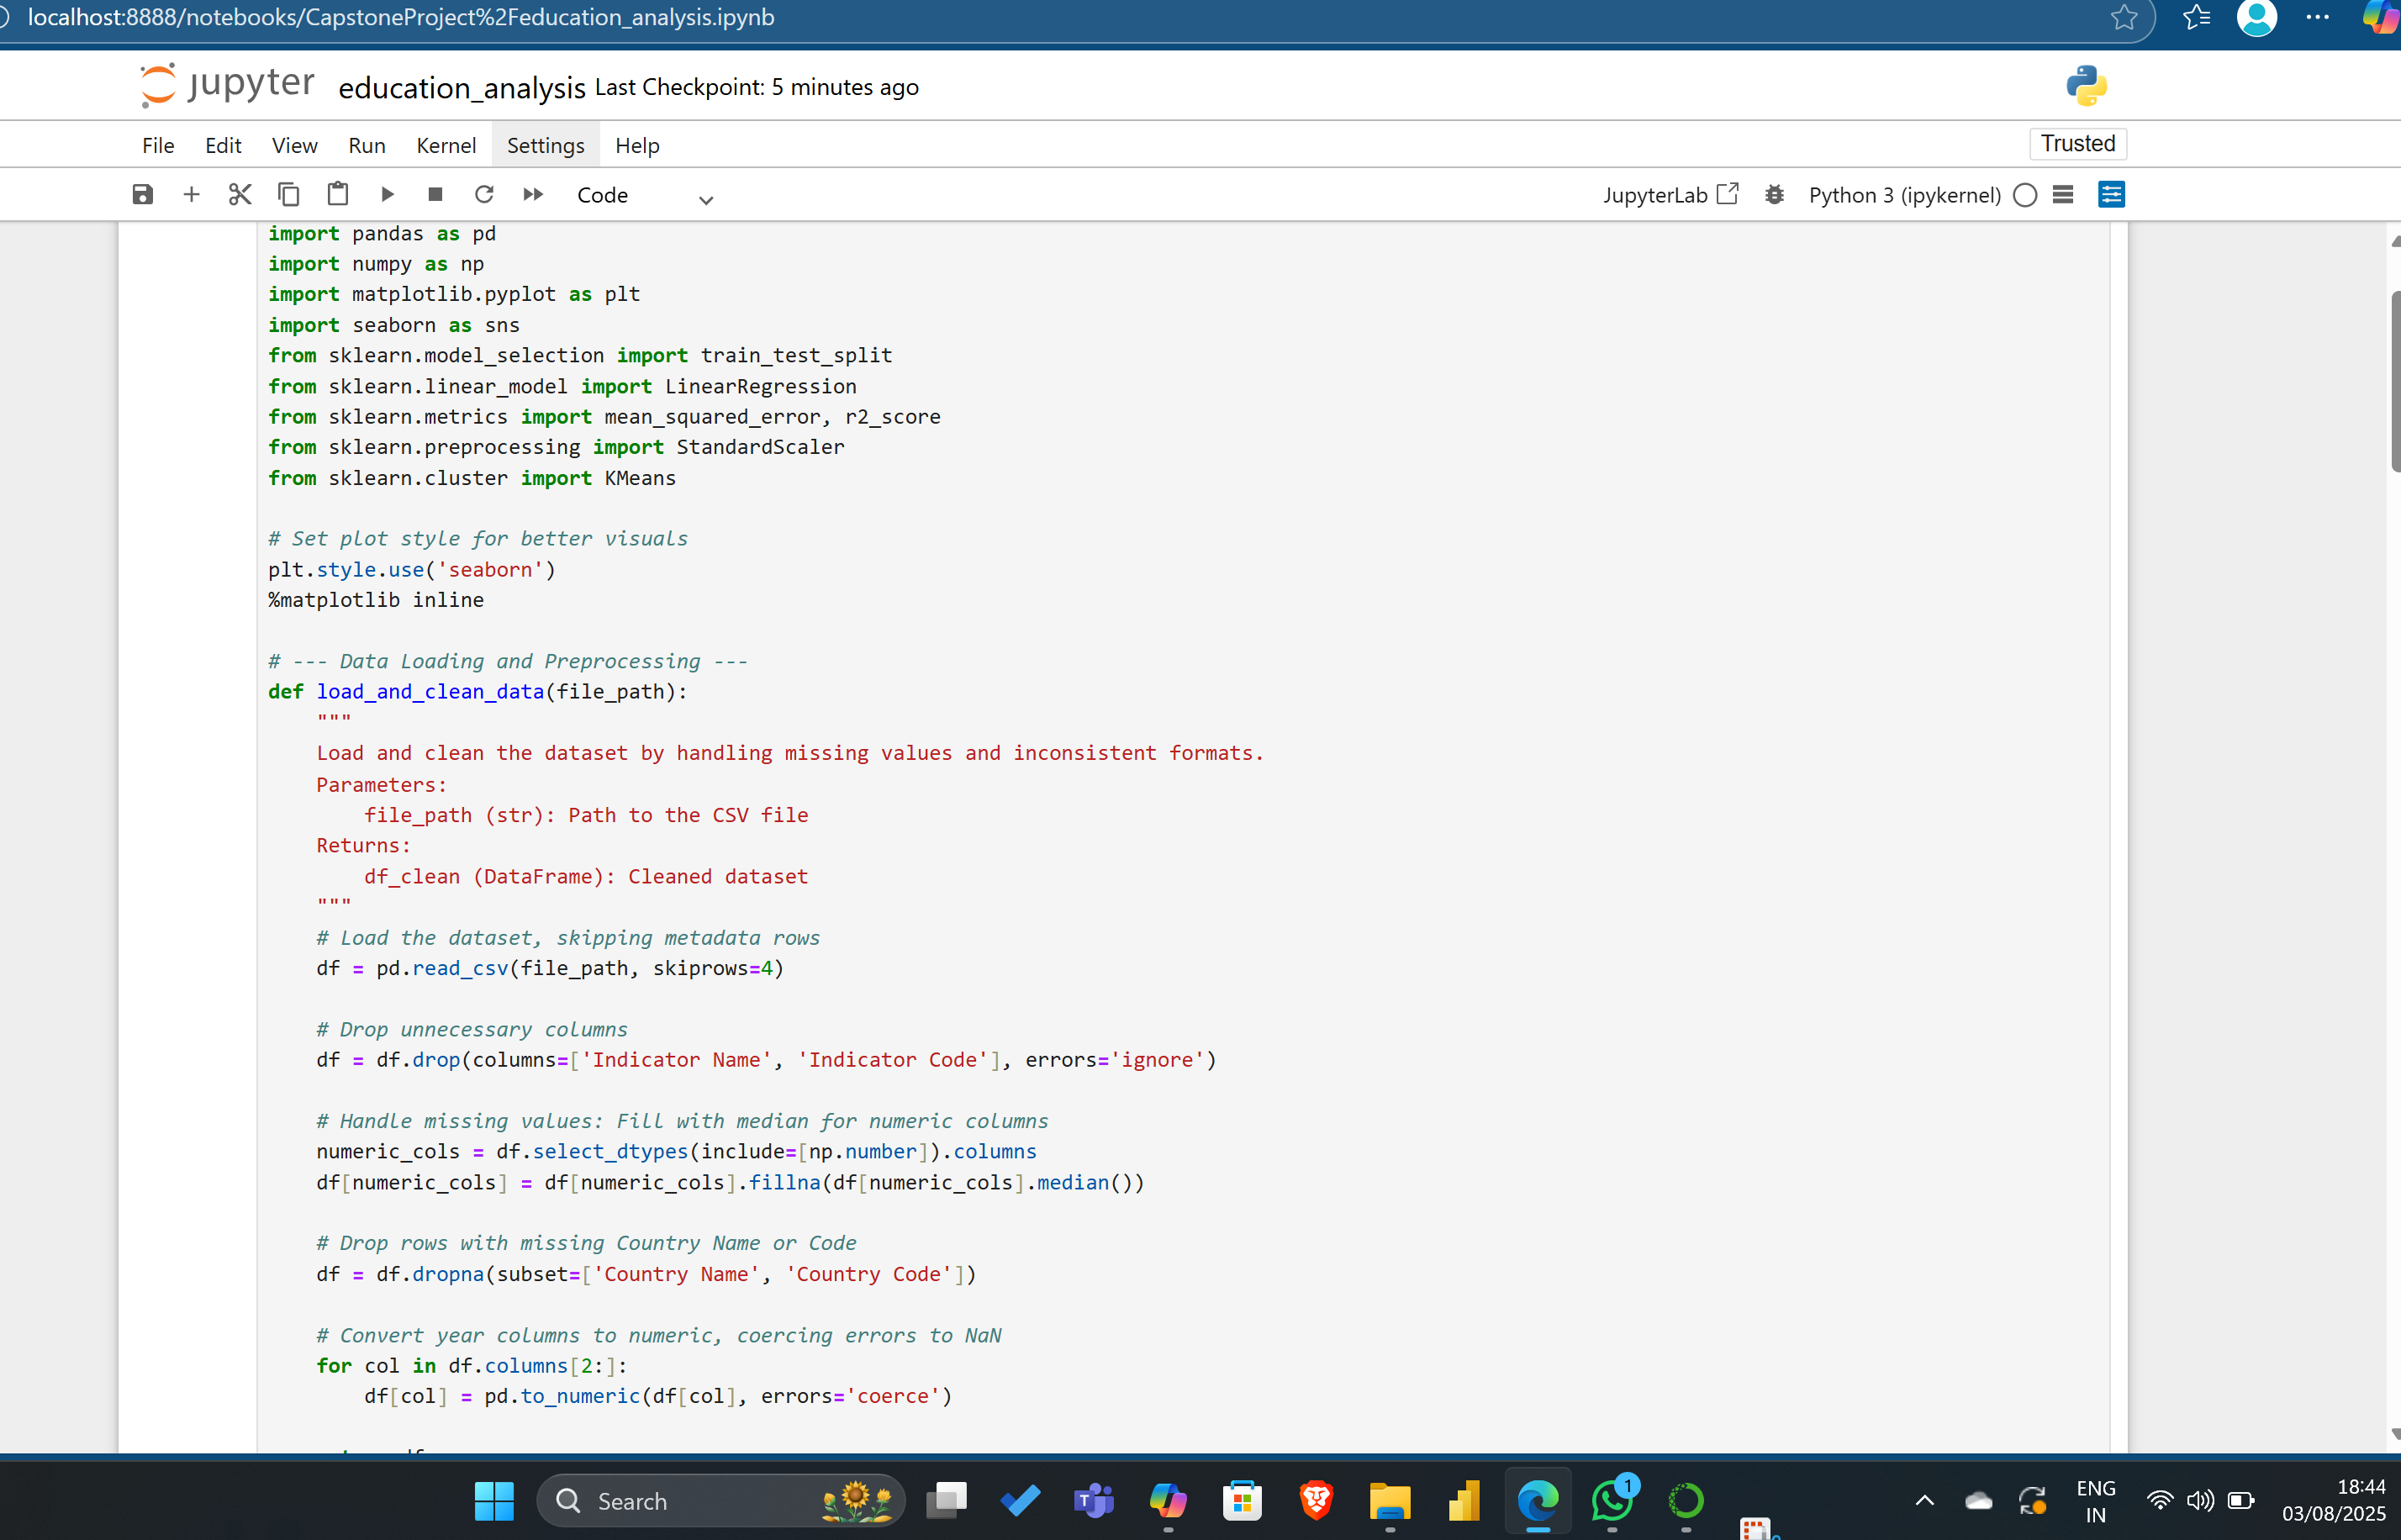 localhost:8888/notebooks/CapstoneProject%2Feducation_analysis.ipynb
jupyter education_analysis Last Checkpoint: 5 minutes ago
File Edit View Run Kernel Settings Help Trusted
Code JupyterLab Python 3 (ipykernel)
import pandas as pd
import numpy as np
import matplotlib.pyplot as plt
import seaborn as sns
from sklearn.model_selection import train_test_split
from sklearn.linear_model import LinearRegression
from sklearn.metrics import mean_squared_error, r2_score
from sklearn.preprocessing import StandardScaler
from sklearn.cluster import KMeans
# Set plot style for better visuals
plt.style.use('seaborn')
%matplotlib inline
# --- Data Loading and Preprocessing ---
def load_and_clean_data(file_path):
    """
    Load and clean the dataset by handling missing values and inconsistent formats.
    Parameters:
        file_path (str): Path to the CSV file
    Returns:
        df_clean (DataFrame): Cleaned dataset
    """
    # Load the dataset, skipping metadata rows
    df = pd.read_csv(file_path, skiprows=4)
    # Drop unnecessary columns
    df = df.drop(columns=['Indicator Name', 'Indicator Code'], errors='ignore')
    # Handle missing values: Fill with median for numeric columns
    numeric_cols = df.select_dtypes(include=[np.number]).columns
    df[numeric_cols] = df[numeric_cols].fillna(df[numeric_cols].median())
    # Drop rows with missing Country Name or Code
    df = df.dropna(subset=['Country Name', 'Country Code'])
    # Convert year columns to numeric, coercing errors to NaN
    for col in df.columns[2:]:
        df[col] = pd.to_numeric(df[col], errors='coerce')
Search
T
1
ENG
IN
18:44
03/08/2025